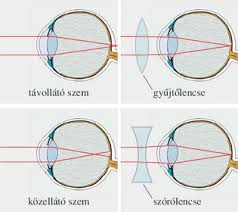 távollátó szem
gyűjtőlencse
közellátó szem
szórólencse